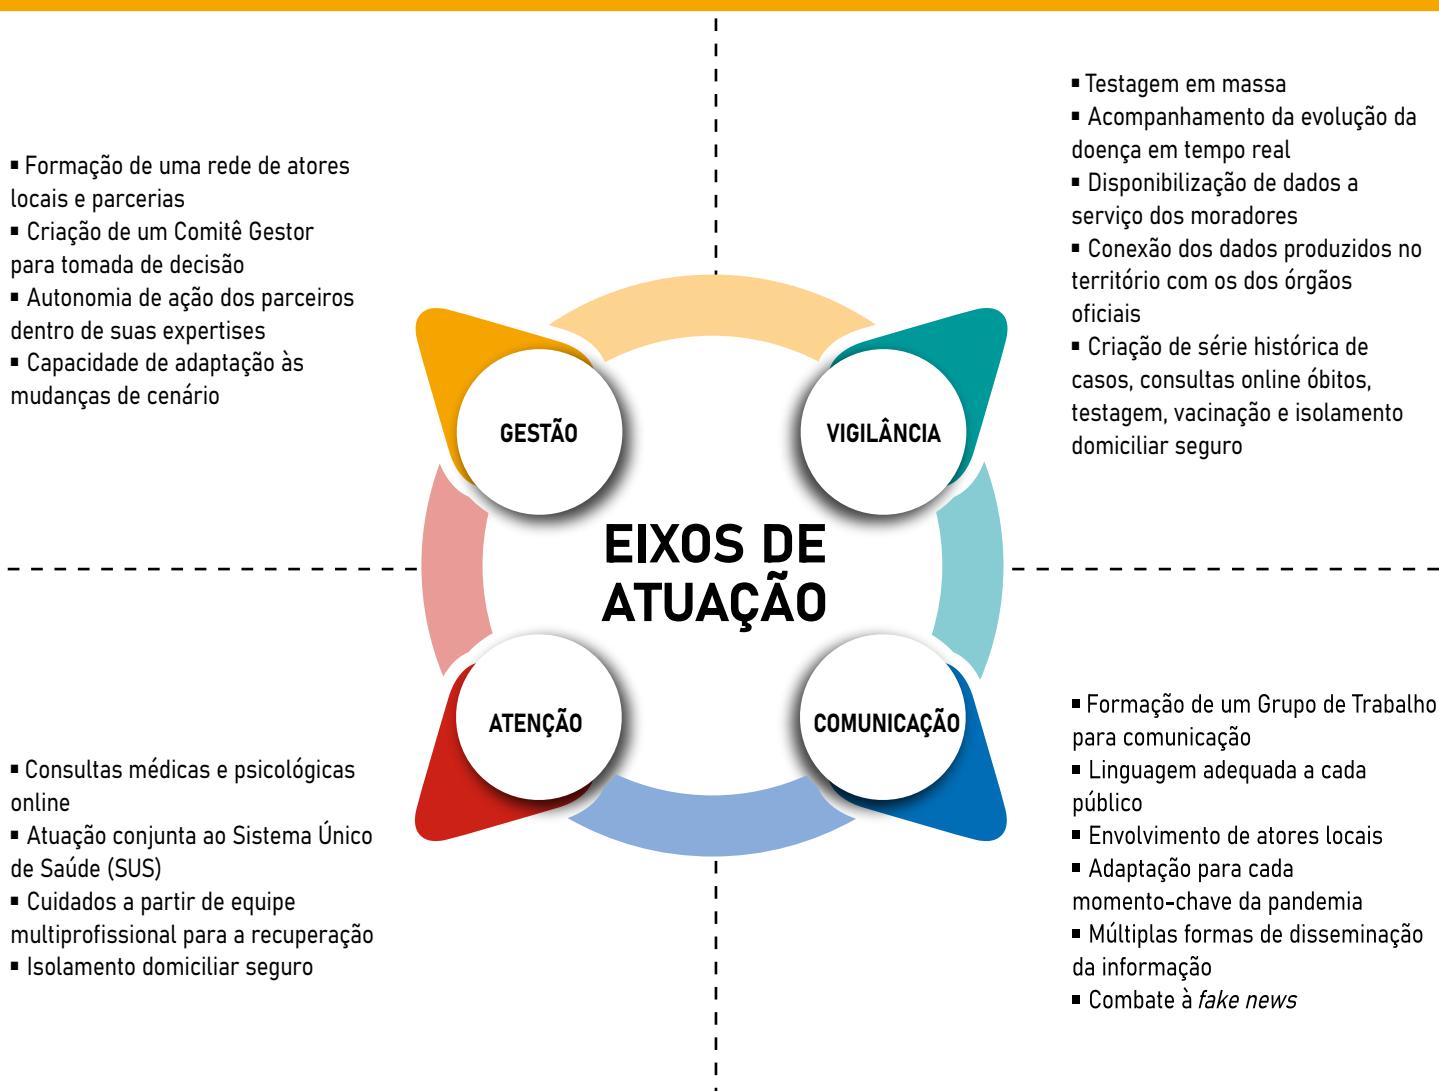 ▪ Formação de uma rede de atores
locais e parcerias
▪ Criação de um Comitê Gestor
para tomada de decisão
▪ Autonomia de ação dos parceiros
dentro de suas expertises
▪ Capacidade de adaptação às
mudanças de cenário
▪ Testagem em massa
▪ Acompanhamento da evolução da
doença em tempo real
▪ Disponibilização de dados a
serviço dos moradores
▪ Conexão dos dados produzidos no
território com os dos órgãos
oficiais
▪ Criação de série histórica de
casos, consultas online óbitos,
testagem, vacinação e isolamento
domiciliar seguro
GESTÃO
VIGILÂNCIA
EIXOS DE
ATUAÇÃO
ATENÇÃO
COMUNICAÇÃO
▪ Consultas médicas e psicológicas
online
▪ Atuação conjunta ao Sistema Único
de Saúde (SUS)
▪ Cuidados a partir de equipe
multiprofissional para a recuperação
▪ Isolamento domiciliar seguro
▪ Formação de um Grupo de Trabalho
para comunicação
▪ Linguagem adequada a cada
público
▪ Envolvimento de atores locais
▪ Adaptação para cada
momento-chave da pandemia
▪ Múltiplas formas de disseminação
da informação
▪ Combate à fake news